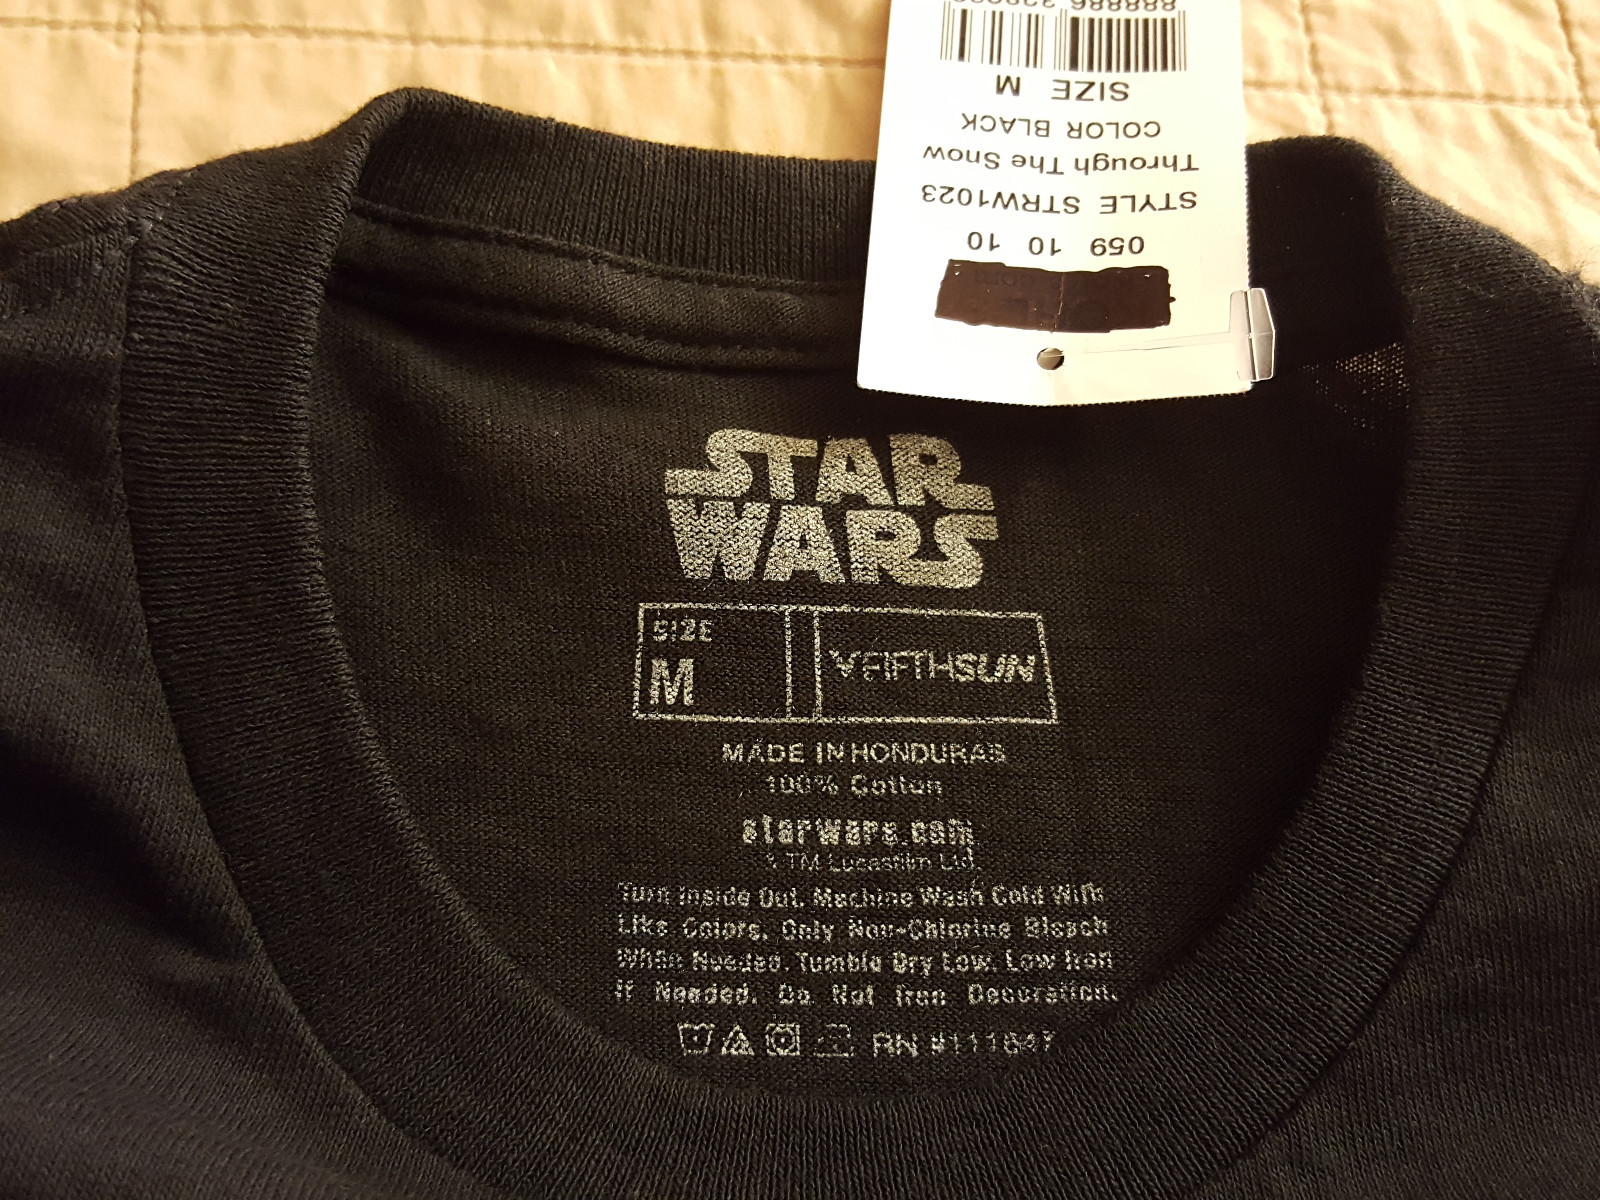 SIZE M
COLOR BLACK
Through The Snow
STYLE STRW1023
059 10 10
STAR
WARS
SIZE
M
FIFTHSUN
MADE IN HONDURAS
100% Cotton
starwars.com
& TM Lucasfilm Ltd.
Turn Inside Out. Machine Wash Cold With
Like Colors. Only Non-Chlorine Bleach
When Needed. Tumble Dry Low. Low Iron
If Needed. Do Not Iron Decoration.
RN #111847